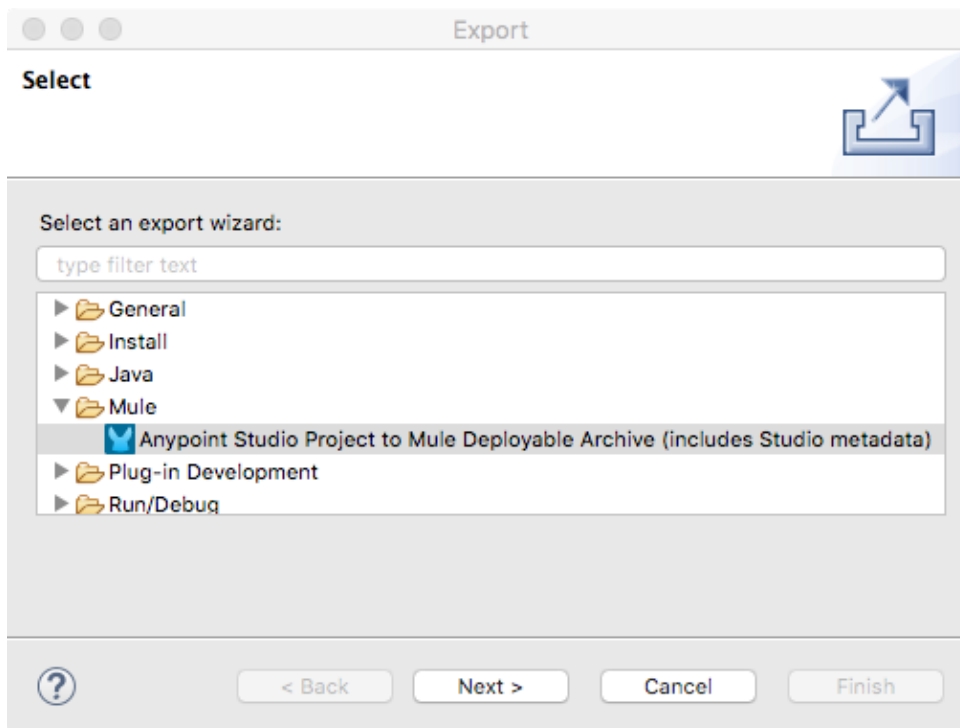 Export
Select
Select an export wizard:
type filter text
General
Install
Java
Mule
Anypoint Studio Project to Mule Deployable Archive (includes Studio metadata)
Plug-in Development
Run/Debug
?
< Back
Next >
Cancel
Finish